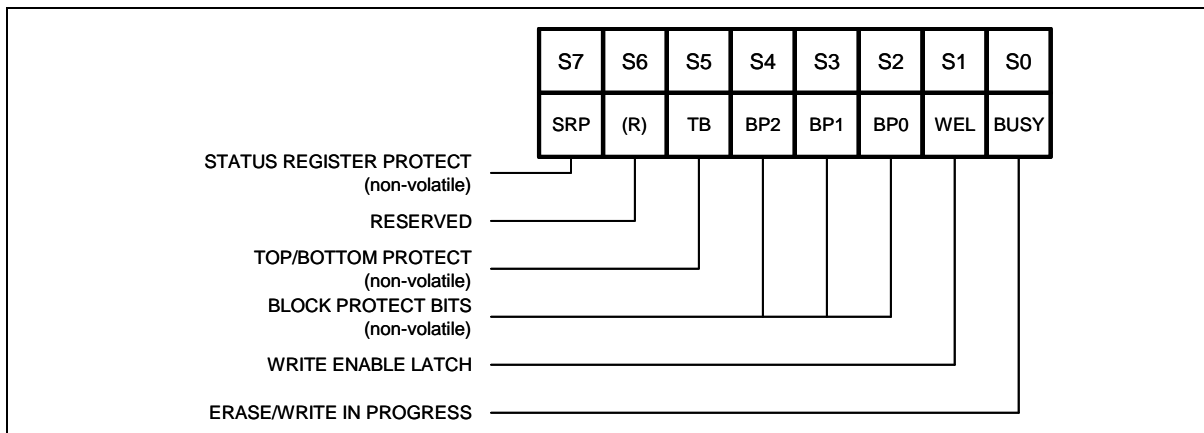 S7 S6 S5 S4 S3 S2 S1 S0
SRP (R) TB BP2 BP1 BP0 WEL BUSY
STATUS REGISTER PROTECT
(non-volatile)
RESERVED
TOP/BOTTOM PROTECT
(non-volatile)
BLOCK PROTECT BITS
(non-volatile)
WRITE ENABLE LATCH
ERASE/WRITE IN PROGRESS